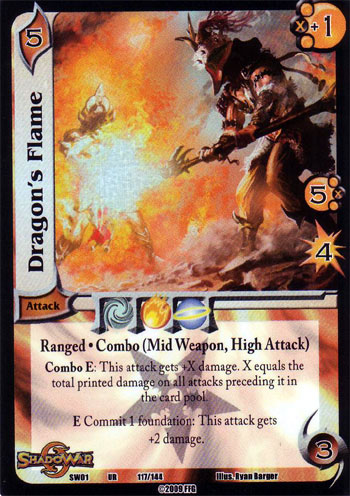 5
X
+1
Dragon's Flame
5
X
4
Attack
Ranged • Combo (Mid Weapon, High Attack)
Combo E: This attack gets +X damage. X equals the
total printed damage on all attacks preceding it in
the card pool.
E Commit 1 foundation: This attack gets
+2 damage.
3
SHADOWAR
SW01 UR 117/144 Illus. Ryan Barger
©2009 FFG